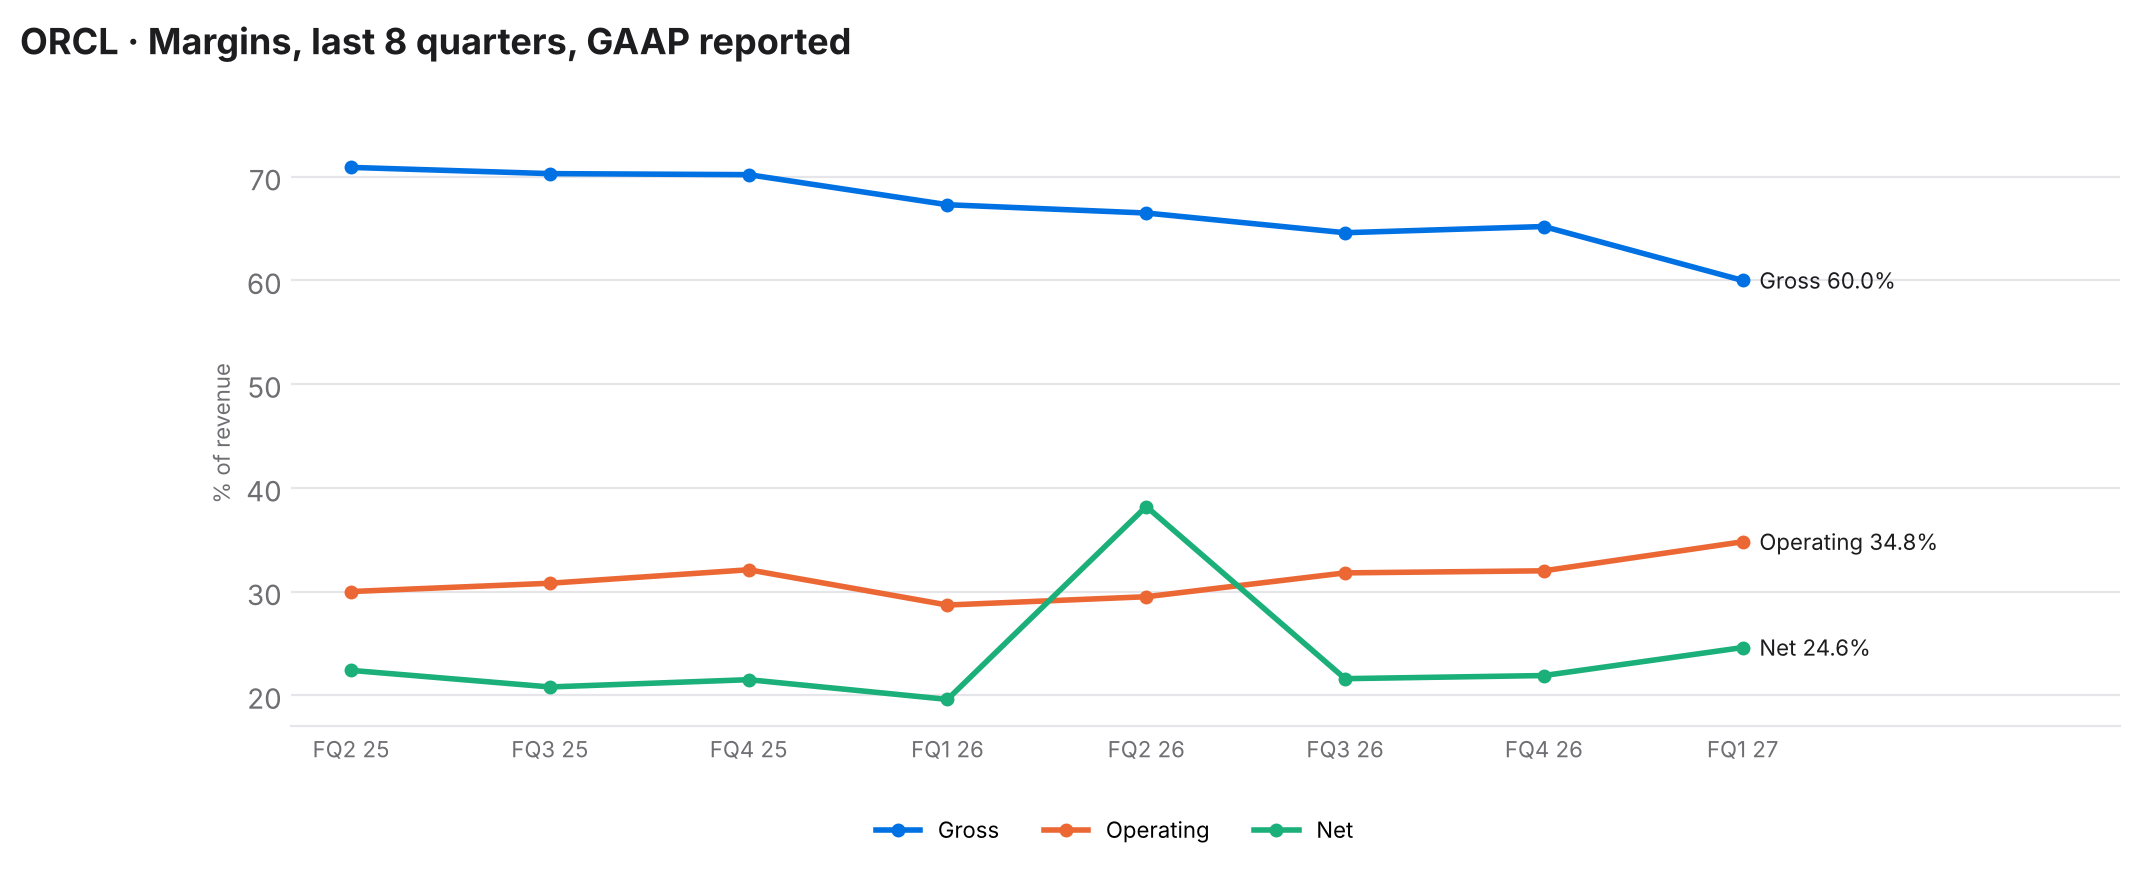 ORCL · Margins, last 8 quarters, GAAP reported
70
60
50
40
30
20
% of revenue
Gross 60.0%
Operating 34.8%
Net 24.6%
FQ2 25
FQ3 25
FQ4 25
FQ1 26
FQ2 26
FQ3 26
FQ4 26
FQ1 27
Gross
Operating
Net